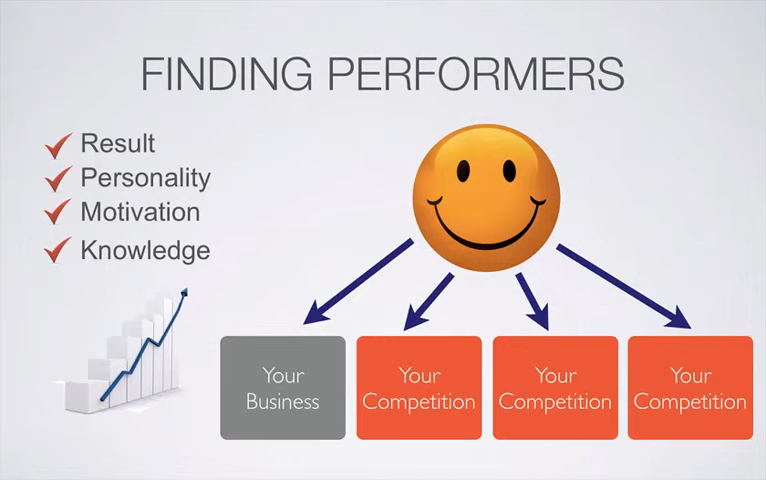 FINDING PERFORMERS
Result
Personality
Motivation
Knowledge
Your
Business
Your
Competition
Your
Competition
Your
Competition